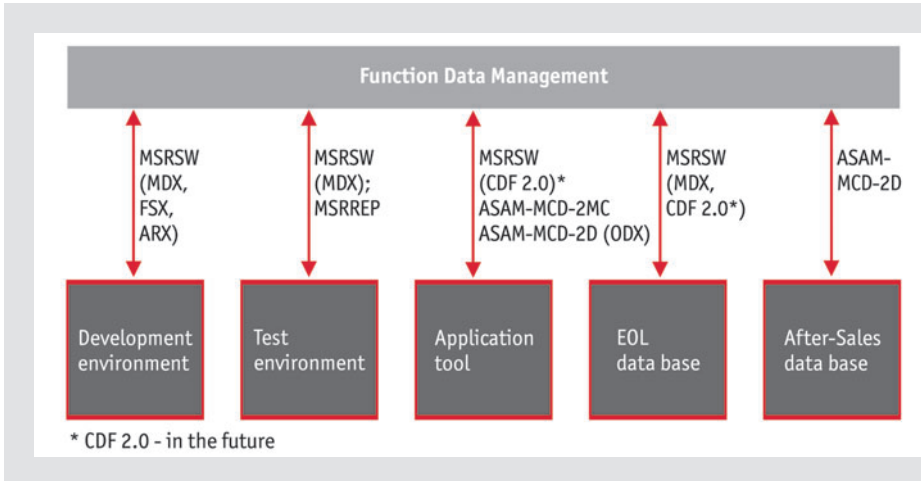 Function Data Management
MSRSW
(MDX,
FSX,
ARX)
MSRSW
(MDX);
MSRREP
MSRSW
(CDF 2.0)*
ASAM-MCD-2MC
ASAM-MCD-2D (ODX)
MSRSW
(MDX,
CDF 2.0*)
ASAM-
MCD-2D
Development
environment
Test
environment
Application
tool
EOL
data base
After-Sales
data base
* CDF 2.0 - in the future